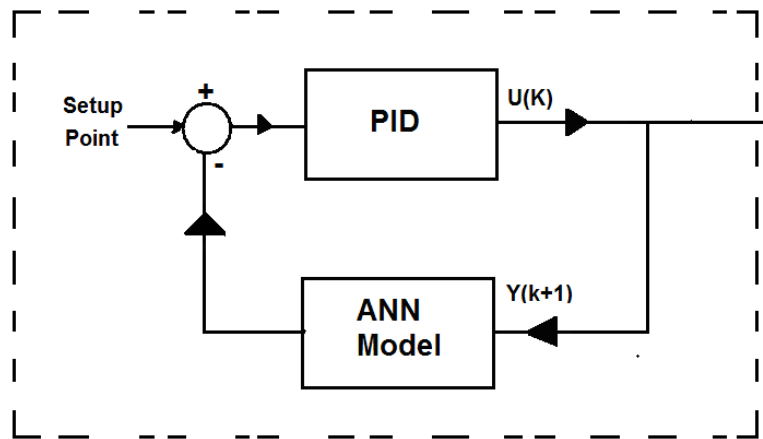 +
Setup
Point
PID
U(K)
-
ANN
Model
Y(k+1)